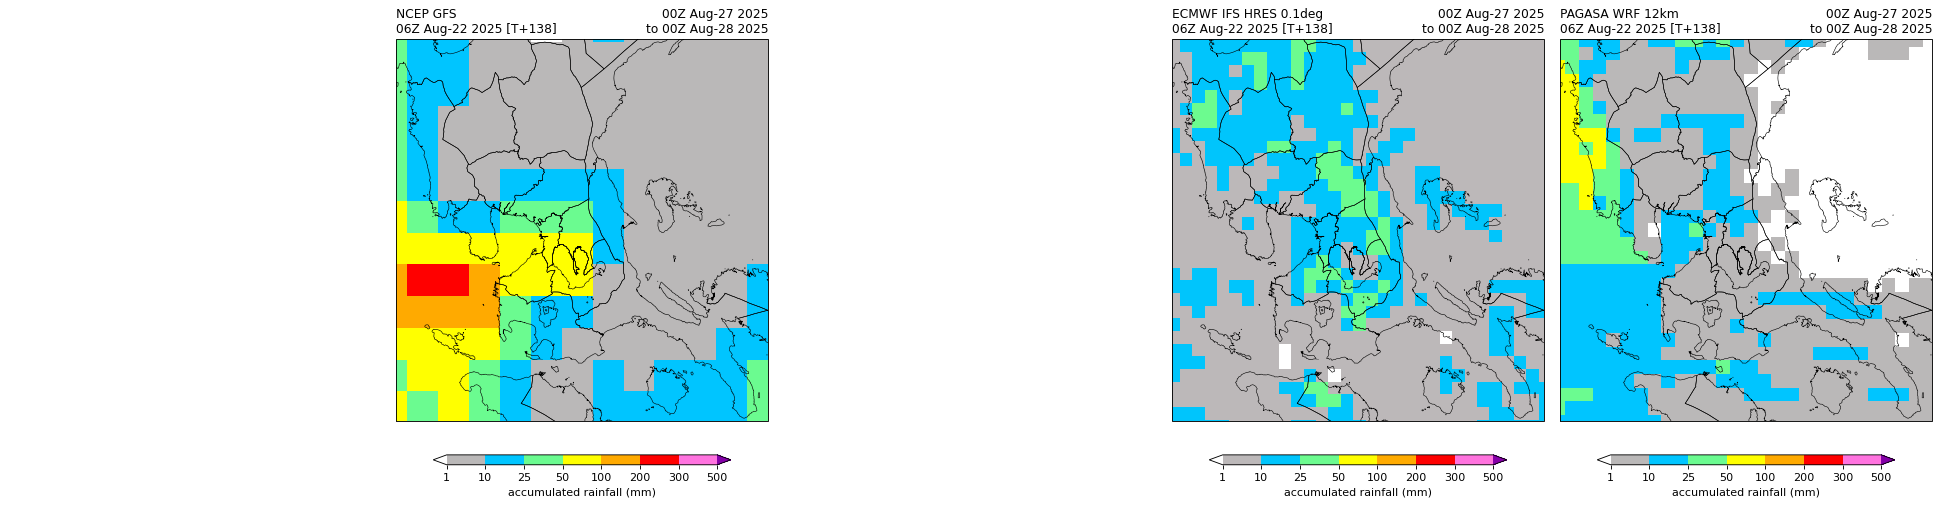 NCEP GFS 00Z Aug-27 2025
06Z Aug-22 2025 [T+138] to 00Z Aug-28 2025
1 10 25 50 100 200 300 500
accumulated rainfall (mm)
ECMWF IFS HRES 0.1deg 00Z Aug-27 2025
06Z Aug-22 2025 [T+138] to 00Z Aug-28 2025
1 10 25 50 100 200 300 500
accumulated rainfall (mm)
PAGASA WRF 12km 00Z Aug-27 2025
06Z Aug-22 2025 [T+138] to 00Z Aug-28 2025
1 10 25 50 100 200 300 500
accumulated rainfall (mm)